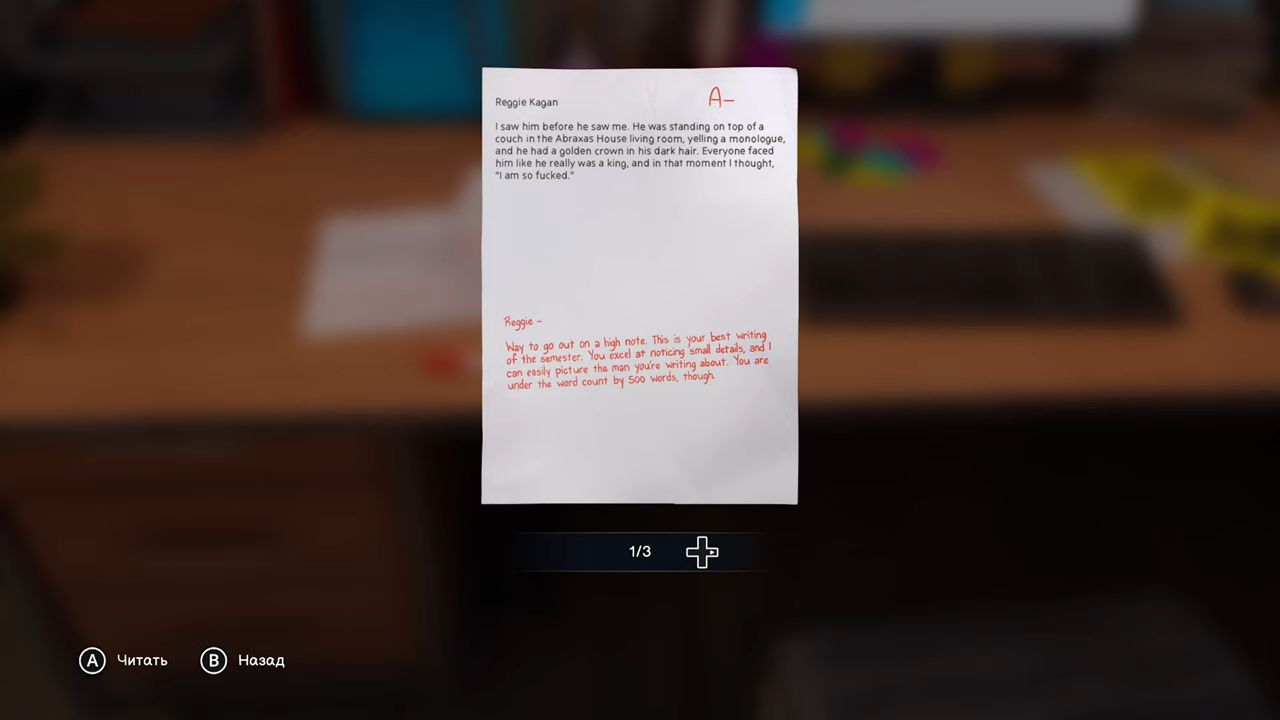 Reggie Kagan
A-
I saw him before he saw me. He was standing on top of a
couch in the Abraxas House living room, yelling a monologue,
and he had a golden crown in his dark hair. Everyone faced
him like he really was a king, and in that moment I thought,
"I am so fucked."
Reggie -
Way to go out on a high note. This is your best writing
of the semester. You excel at noticing small details, and I
can easily picture the man you're writing about. You are
under the word count by 500 words, though.
1/3
A Читать B Назад